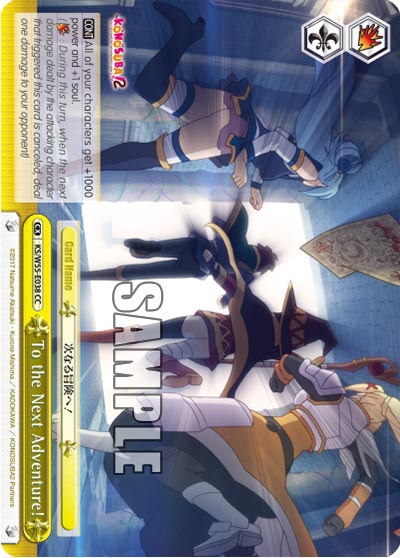 KONOSUBA 2
CONT All of your characters get +1000
power and +1 soul.
( : During this turn, when the next
damage dealt by the attacking character
that triggered this card is canceled, deal
one damage to your opponent)
SAMPLE
Card Name
次なる冒険へ!
CC
KS/W55-E038 CC
To the Next Adventure!
©2017 Natsume Akatsuki・Kurone Mishima / KADOKAWA / KONOSUBA2 Partners